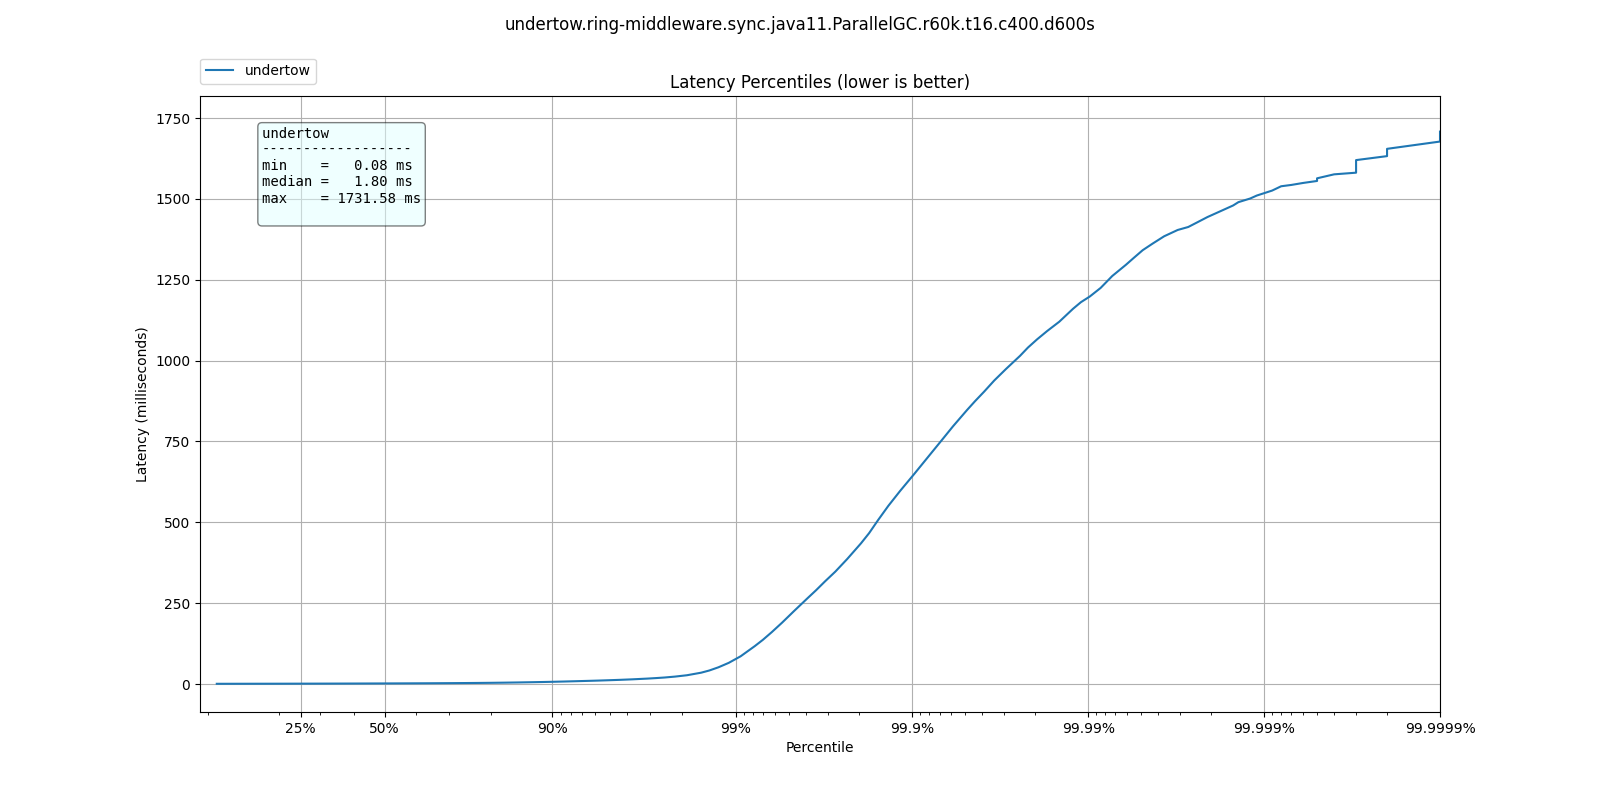 undertow.ring-middleware.sync.java11.ParallelGC.r60k.t16.c400.d600s
undertow
Latency Percentiles (lower is better)
undertow
------------------
min    =   0.08 ms
median =   1.80 ms
max    = 1731.58 ms
1750
1500
1250
1000
750
500
250
0
Latency (milliseconds)
25% 50% 90% 99% 99.9% 99.99% 99.999% 99.9999%
Percentile